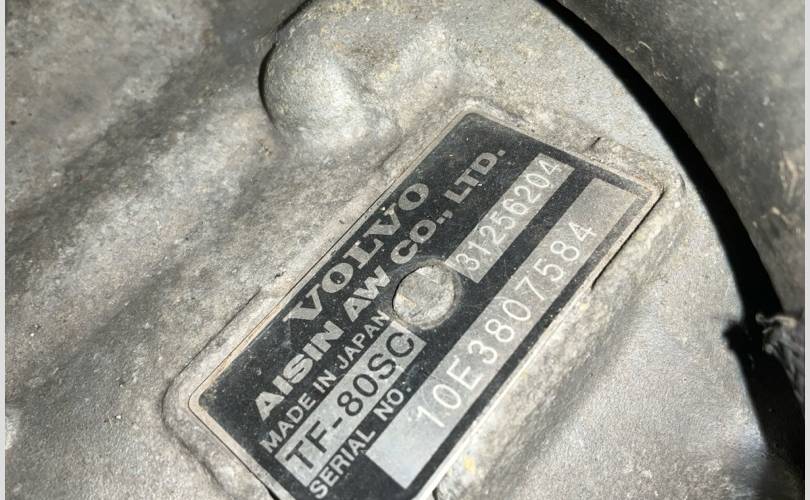 VOLVO
AISIN AW CO., LTD.
MADE IN JAPAN 31256204
TF-80SC
SERIAL NO. 10E3807584